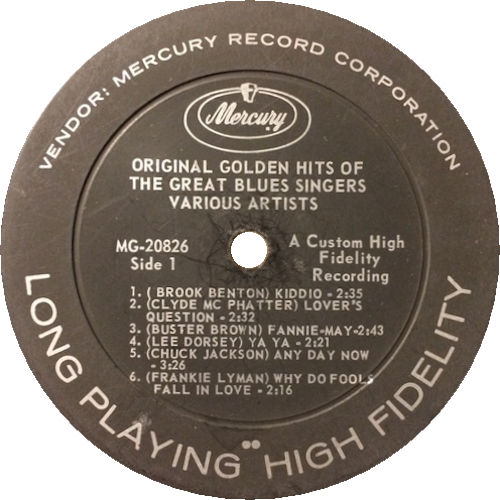 VENDOR: MERCURY RECORD CORPORATION
Mercury
ORIGINAL GOLDEN HITS OF
THE GREAT BLUES SINGERS
VARIOUS ARTISTS
MG-20826
Side 1
A Custom High
Fidelity
Recording
1. ( BROOK BENTON) KIDDIO - 2:35
2. (CLYDE MC PHATTER) LOVER'S
QUESTION - 2:32
3. (BUSTER BROWN) FANNIE-MAY-2:43
4. (LEE DORSEY) YA YA - 2:21
5. (CHUCK JACKSON) ANY DAY NOW
- 3:26
6. (FRANKIE LYMAN) WHY DO FOOLS
FALL IN LOVE - 2:16
LONG PLAYING HIGH FIDELITY